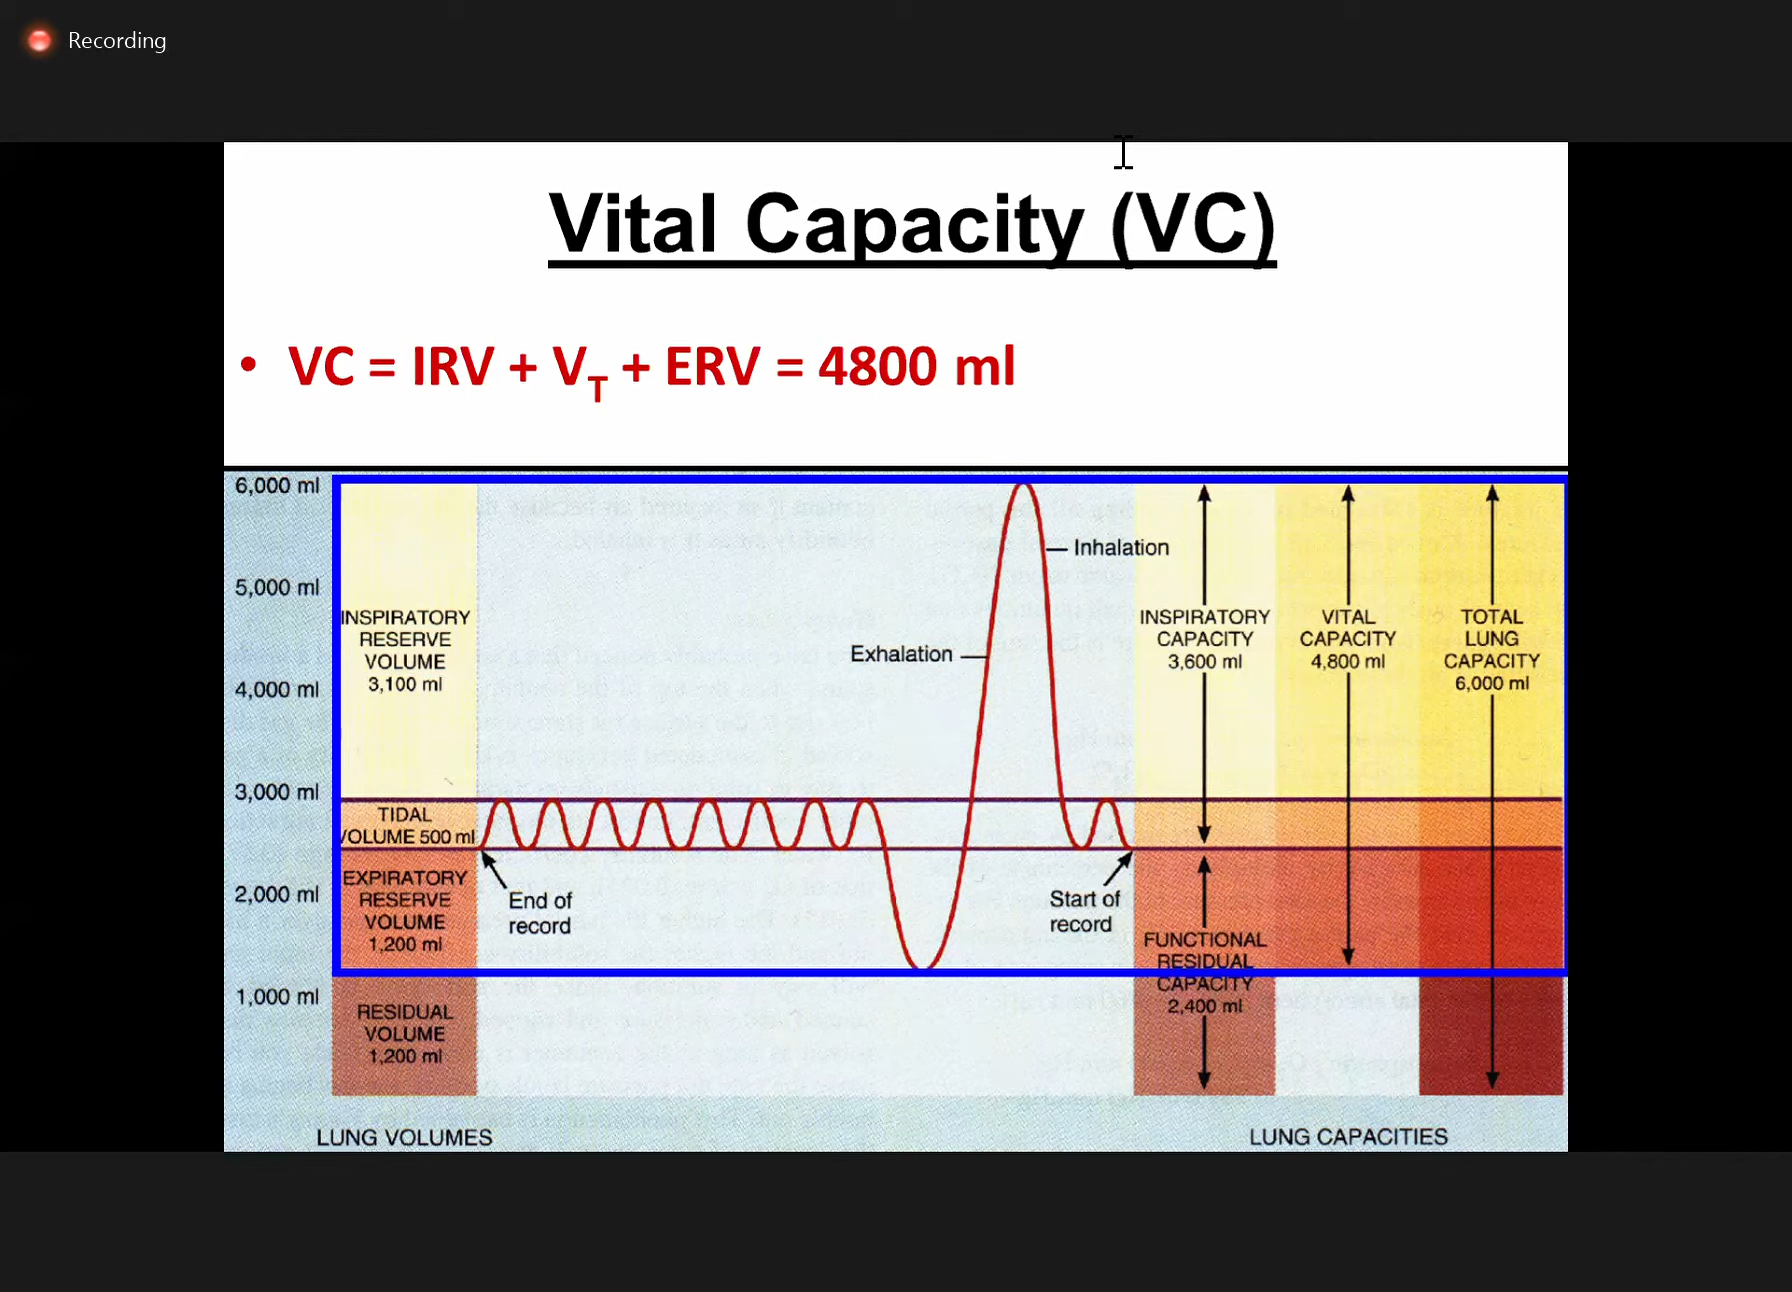 Recording
Vital Capacity (VC)
• VC = IRV + VT + ERV = 4800 ml
6,000 ml
5,000 ml
4,000 ml
3,000 ml
2,000 ml
1,000 ml
INSPIRATORY
RESERVE
VOLUME
3,100 ml
TIDAL
VOLUME 500 ml
EXPIRATORY
RESERVE
VOLUME
1,200 ml
RESIDUAL
VOLUME
1,200 ml
LUNG VOLUMES
End of
record
Exhalation
Inhalation
Start of
record
INSPIRATORY
CAPACITY
3,600 ml
FUNCTIONAL
RESIDUAL
CAPACITY
2,400 ml
VITAL
CAPACITY
4,800 ml
TOTAL
LUNG
CAPACITY
6,000 ml
LUNG CAPACITIES